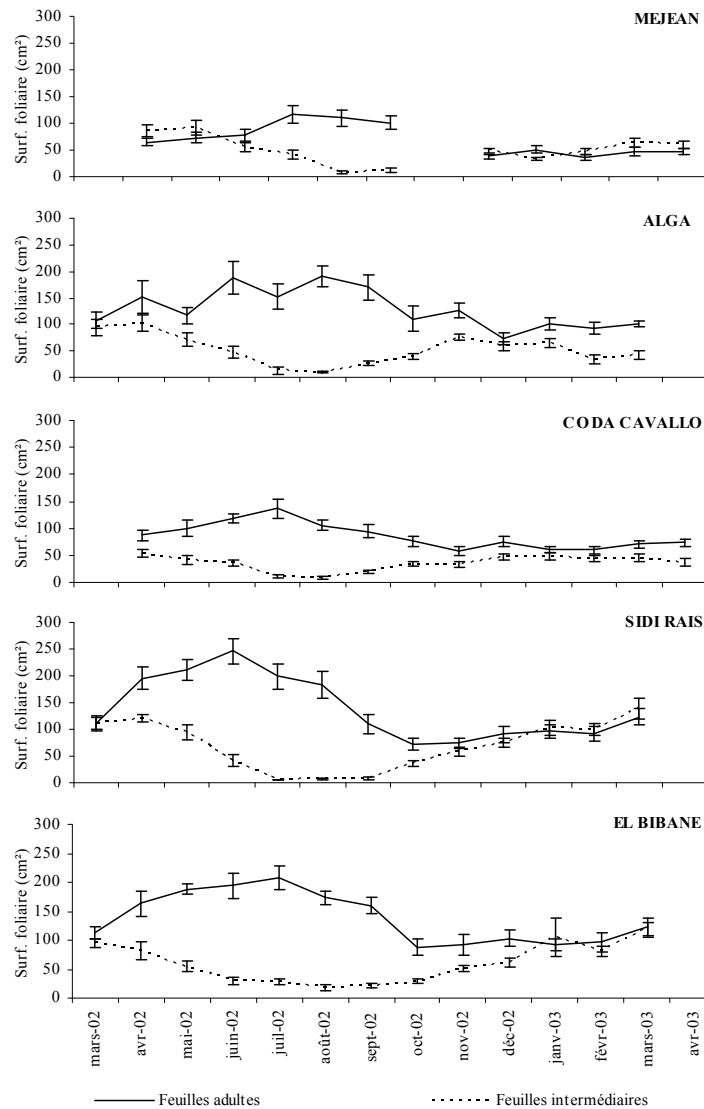 MEJEAN
Surf. foliaire (cm²)
300
250
200
150
100
50
0
ALGA
Surf. foliaire (cm²)
300
250
200
150
100
50
0
CODA CAVALLO
Surf. foliaire (cm²)
300
250
200
150
100
50
0
SIDI RAIS
Surf. foliaire (cm²)
300
250
200
150
100
50
0
EL BIBANE
Surf. foliaire (cm²)
300
250
200
150
100
50
0
mars-02
avr-02
mai-02
juin-02
juil-02
août-02
sept-02
oct-02
nov-02
déc-02
janv-03
févr-03
mars-03
avr-03
Feuilles adultes
Feuilles intermédiaires